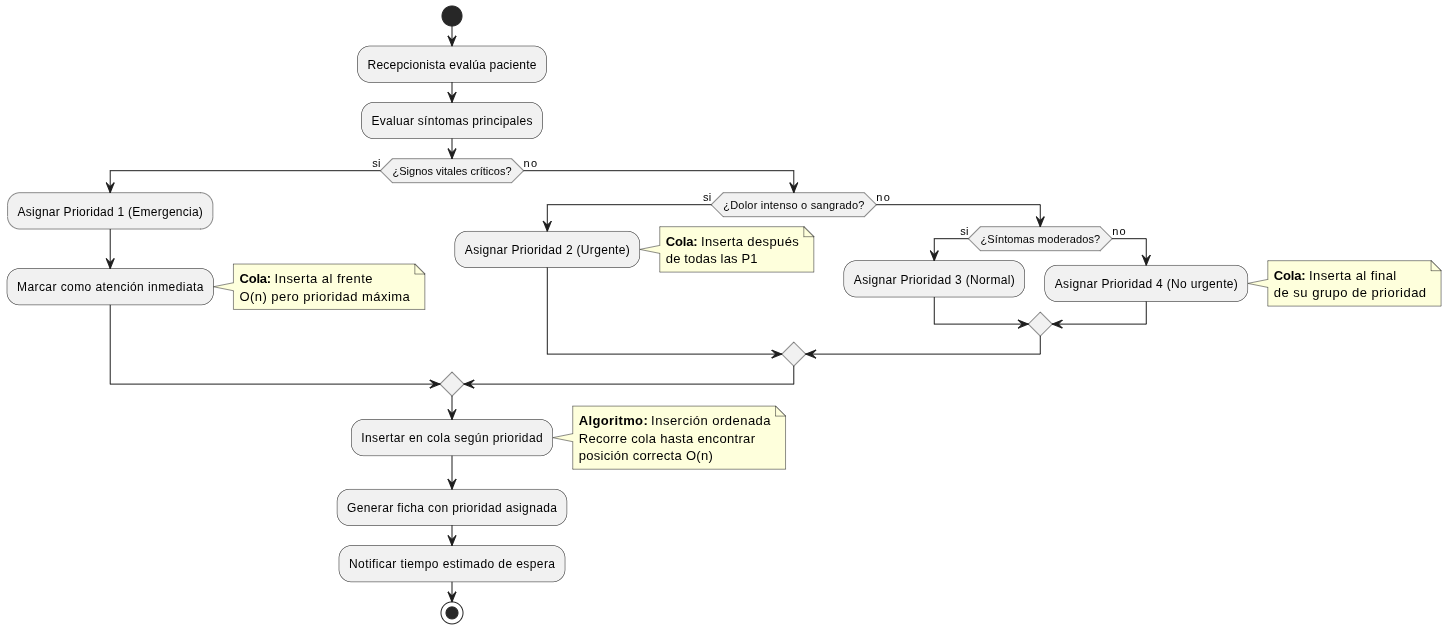 Recepcionista evalúa paciente
Evaluar síntomas principales
si
¿Signos vitales críticos?
no
Asignar Prioridad 1 (Emergencia)
Marcar como atención inmediata
Cola: Inserta al frente
O(n) pero prioridad máxima
si
¿Dolor intenso o sangrado?
no
Asignar Prioridad 2 (Urgente)
Cola: Inserta después
de todas las P1
si
¿Síntomas moderados?
no
Asignar Prioridad 3 (Normal)
Asignar Prioridad 4 (No urgente)
Cola: Inserta al final
de su grupo de prioridad
Insertar en cola según prioridad
Algoritmo: Inserción ordenada
Recorre cola hasta encontrar
posición correcta O(n)
Generar ficha con prioridad asignada
Notificar tiempo estimado de espera